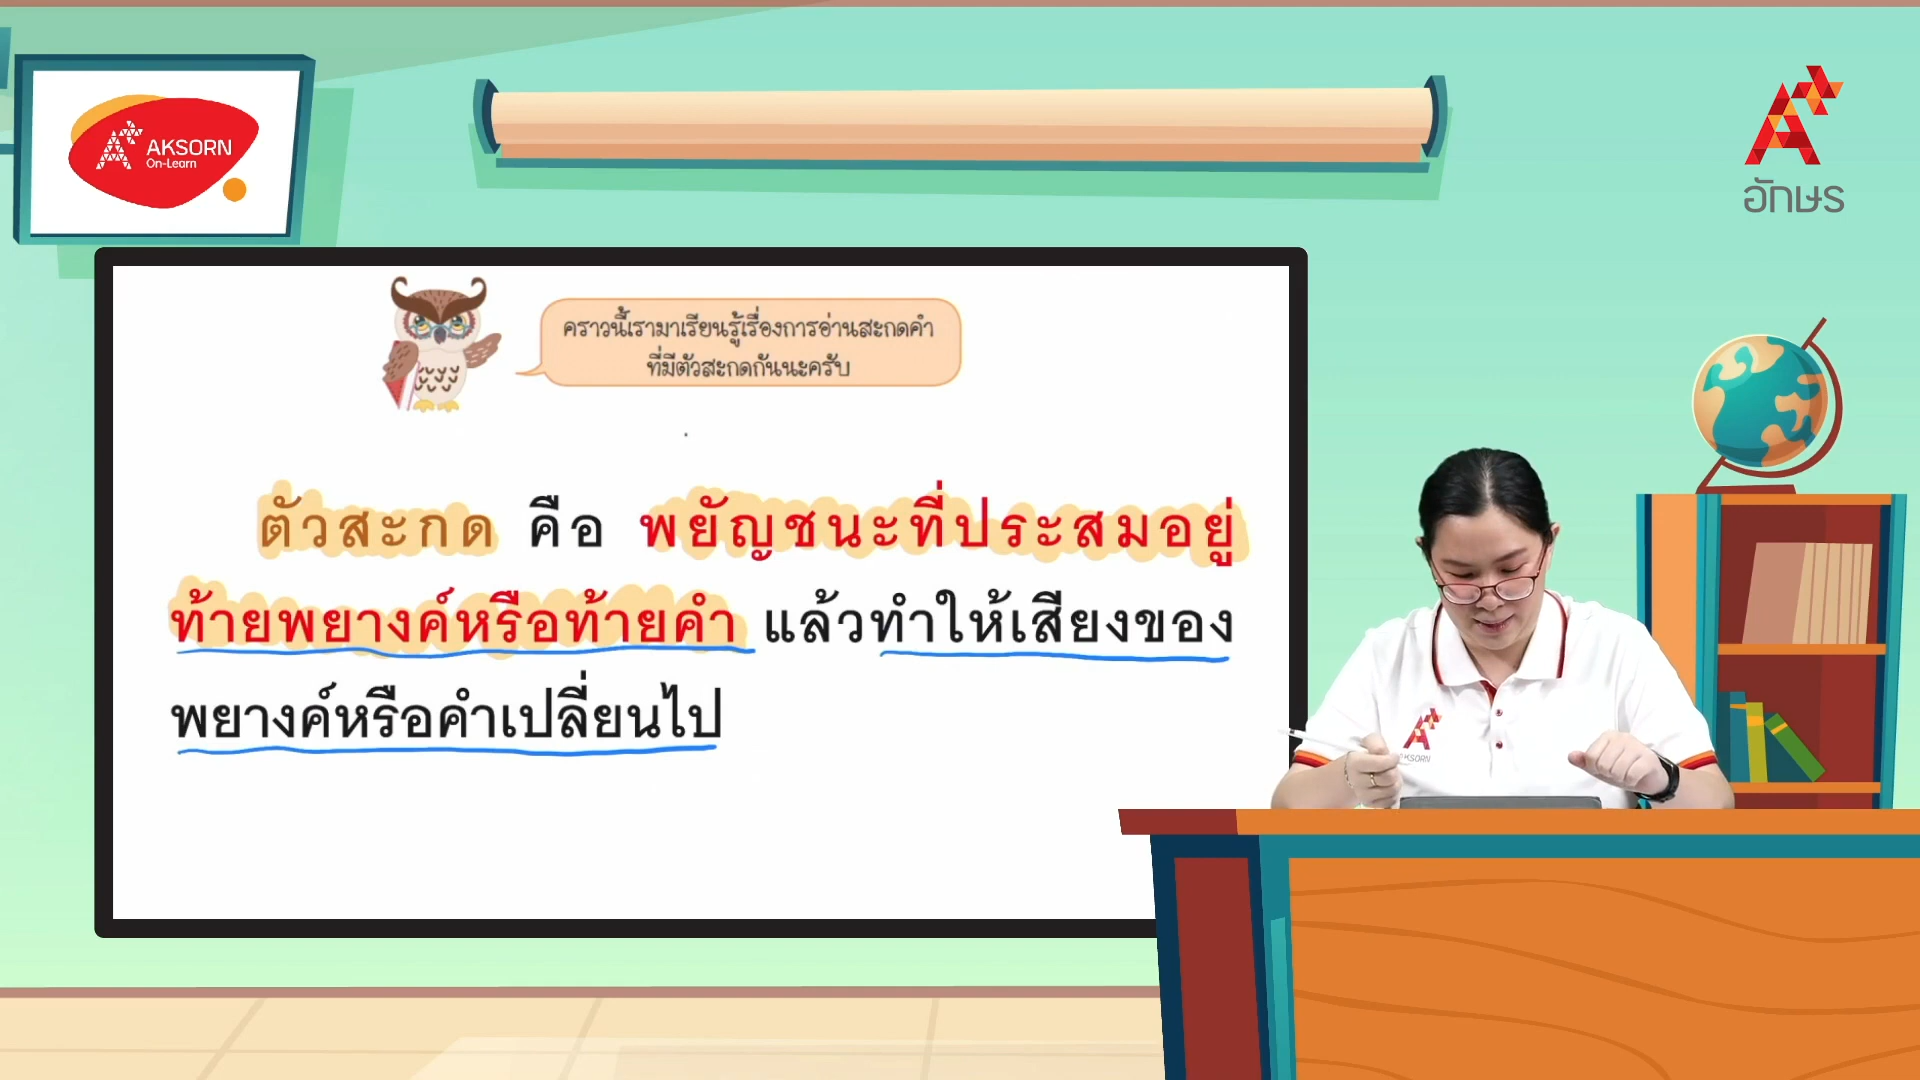 AKSORN
On-Learn
อักษร
คราวนี้เรามาเรียนรู้เรื่องการอ่านสะกดคำ
ที่มีตัวสะกดกันนะครับ
ตัวสะกด คือ พยัญชนะที่ประสมอยู่
ท้ายพยางค์หรือท้ายคำ แล้วทำให้เสียงของ
พยางค์หรือคำเปลี่ยนไป
AKSORN